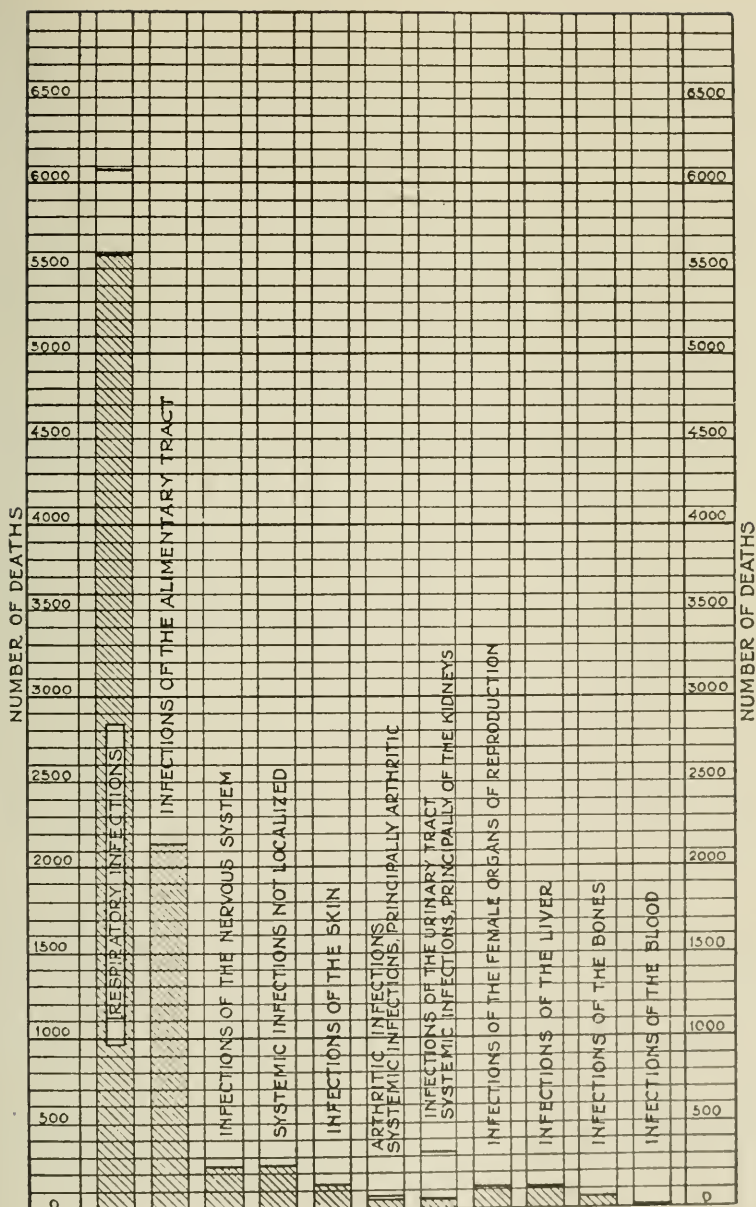 NUMBER OF DEATHS
6500
6000
5500
5000
4500
4000
3500
3000
2500
2000
1500
1000
500
0
RESPIRATORY INFECTIONS
INFECTIONS OF THE ALIMENTARY TRACT
INFECTIONS OF THE NERVOUS SYSTEM
SYSTEMIC INFECTIONS NOT LOCALIZED
INFECTIONS OF THE SKIN
ARTHRITIC INFECTIONS
SYSTEMIC INFECTIONS, PRINCIPALLY ARTHRITIC
INFECTIONS OF THE URINARY TRACT
SYSTEMIC INFECTIONS, PRINCIPALLY OF THE KIDNEYS
INFECTIONS OF THE FEMALE ORGANS OF REPRODUCTION
INFECTIONS OF THE LIVER
INFECTIONS OF THE BONES
INFECTIONS OF THE BLOOD
6500
6000
5500
5000
4500
4000
3500
3000
2500
2000
1500
1000
500
0
NUMBER OF DEATHS